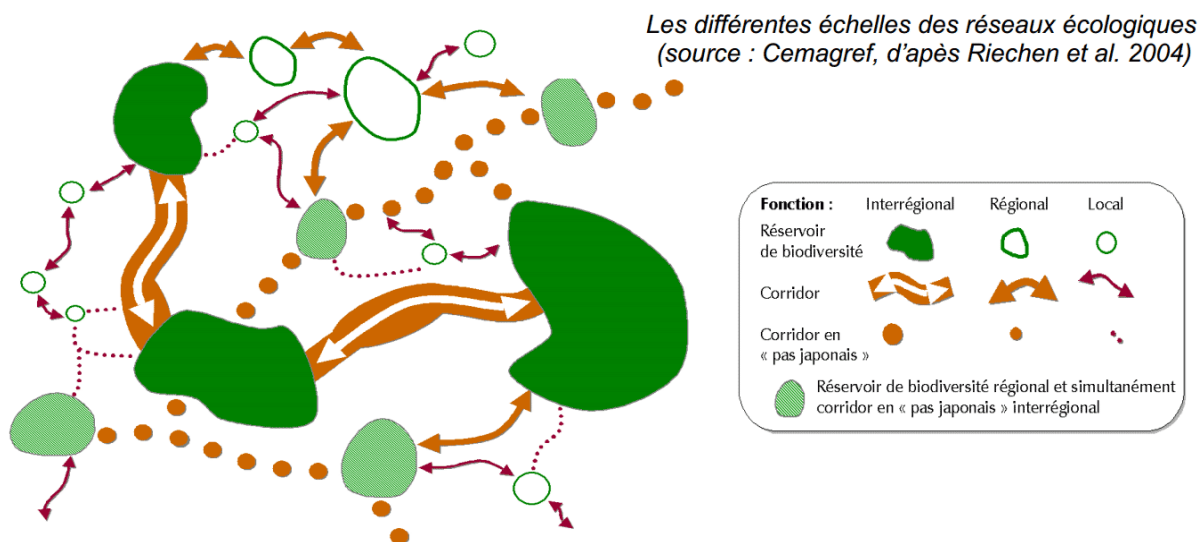 Les différentes échelles des réseaux écologiques
(source : Cemagref, d'apès Riechen et al. 2004)
Fonction : Interrégional Régional Local
Réservoir
de biodiversité
Corridor
Corridor en
« pas japonais »
Réservoir de biodiversité régional et simultanément
corridor en « pas japonais » interrégional